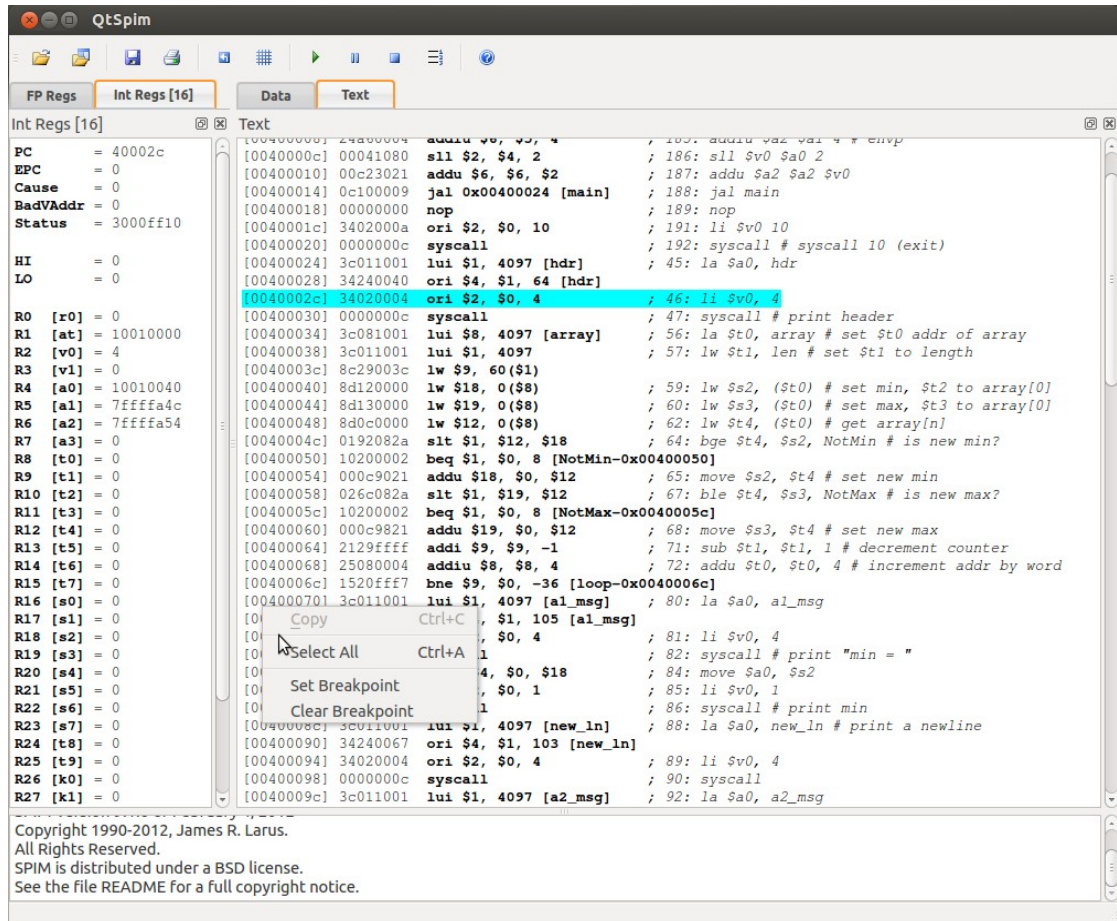 QtSpim
FP Regs Int Regs [16] Data Text
Int Regs [16]
PC = 40002c
EPC = 0
Cause = 0
BadVAddr = 0
Status = 3000ff10
HI = 0
LO = 0
R0 [r0] = 0
R1 [at] = 10010000
R2 [v0] = 4
R3 [v1] = 0
R4 [a0] = 10010040
R5 [a1] = 7ffffa4c
R6 [a2] = 7ffffa54
R7 [a3] = 0
R8 [t0] = 0
R9 [t1] = 0
R10 [t2] = 0
R11 [t3] = 0
R12 [t4] = 0
R13 [t5] = 0
R14 [t6] = 0
R15 [t7] = 0
R16 [s0] = 0
R17 [s1] = 0
R18 [s2] = 0
R19 [s3] = 0
R20 [s4] = 0
R21 [s5] = 0
R22 [s6] = 0
R23 [s7] = 0
R24 [t8] = 0
R25 [t9] = 0
R26 [k0] = 0
R27 [k1] = 0
Text
[00400008] 24a60004 addiu $6, $5, 4 ; 185: addiu $a2 $a1 4 # envp
[0040000c] 00041080 sll $2, $4, 2 ; 186: sll $v0 $a0 2
[00400010] 00c23021 addu $6, $6, $2 ; 187: addu $a2 $a2 $v0
[00400014] 0c100009 jal 0x00400024 [main] ; 188: jal main
[00400018] 00000000 nop ; 189: nop
[0040001c] 3402000a ori $2, $0, 10 ; 191: li $v0 10
[00400020] 0000000c syscall ; 192: syscall # syscall 10 (exit)
[00400024] 3c011001 lui $1, 4097 [hdr] ; 45: la $a0, hdr
[00400028] 34240040 ori $4, $1, 64 [hdr]
[0040002c] 34020004 ori $2, $0, 4 ; 46: li $v0, 4
[00400030] 0000000c syscall ; 47: syscall # print header
[00400034] 3c081001 lui $8, 4097 [array] ; 56: la $t0, array # set $t0 addr of array
[00400038] 3c011001 lui $1, 4097 ; 57: lw $t1, len # set $t1 to length
[0040003c] 8c29003c lw $9, 60($1)
[00400040] 8d120000 lw $18, 0($8) ; 59: lw $s2, ($t0) # set min, $t2 to array[0]
[00400044] 8d130000 lw $19, 0($8) ; 60: lw $s3, ($t0) # set max, $t3 to array[0]
[00400048] 8d0c0000 lw $12, 0($8) ; 62: lw $t4, ($t0) # get array[n]
[0040004c] 0192082a slt $1, $12, $18 ; 64: bge $t4, $s2, NotMin # is new min?
[00400050] 10200002 beq $1, $0, 8 [NotMin-0x00400050]
[00400054] 000c9021 addu $18, $0, $12 ; 65: move $s2, $t4 # set new min
[00400058] 026c082a slt $1, $19, $12 ; 67: ble $t4, $s3, NotMax # is new max?
[0040005c] 10200002 beq $1, $0, 8 [NotMax-0x0040005c]
[00400060] 000c9821 addu $19, $0, $12 ; 68: move $s3, $t4 # set new max
[00400064] 2129ffff addi $9, $9, -1 ; 71: sub $t1, $t1, 1 # decrement counter
[00400068] 25080004 addiu $8, $8, 4 ; 72: addu $t0, $t0, 4 # increment addr by word
[0040006c] 1520fff7 bne $9, $0, -36 [loop-0x0040006c]
[00400070] 3c011001 lui $1, 4097 [a1_msg] ; 80: la $a0, a1_msg
[00 $1, 105 [a1_msg]
[00 $0, 4 ; 81: li $v0, 4
; 82: syscall # print "min = "
[00 4, $0, $18 ; 84: move $a0, $s2
[00 $0, 1 ; 85: li $v0, 1
[00 ; 86: syscall # print min
[0040008c] 3c011001 lui $1, 4097 [new_ln] ; 88: la $a0, new_ln # print a newline
[00400090] 34240067 ori $4, $1, 103 [new_ln]
[00400094] 34020004 ori $2, $0, 4 ; 89: li $v0, 4
[00400098] 0000000c syscall ; 90: syscall
[0040009c] 3c011001 lui $1, 4097 [a2_msg] ; 92: la $a0, a2_msg
Copy Ctrl+C
Select All Ctrl+A
Set Breakpoint
Clear Breakpoint
Copyright 1990-2012, James R. Larus.
All Rights Reserved.
SPIM is distributed under a BSD license.
See the file README for a full copyright notice.